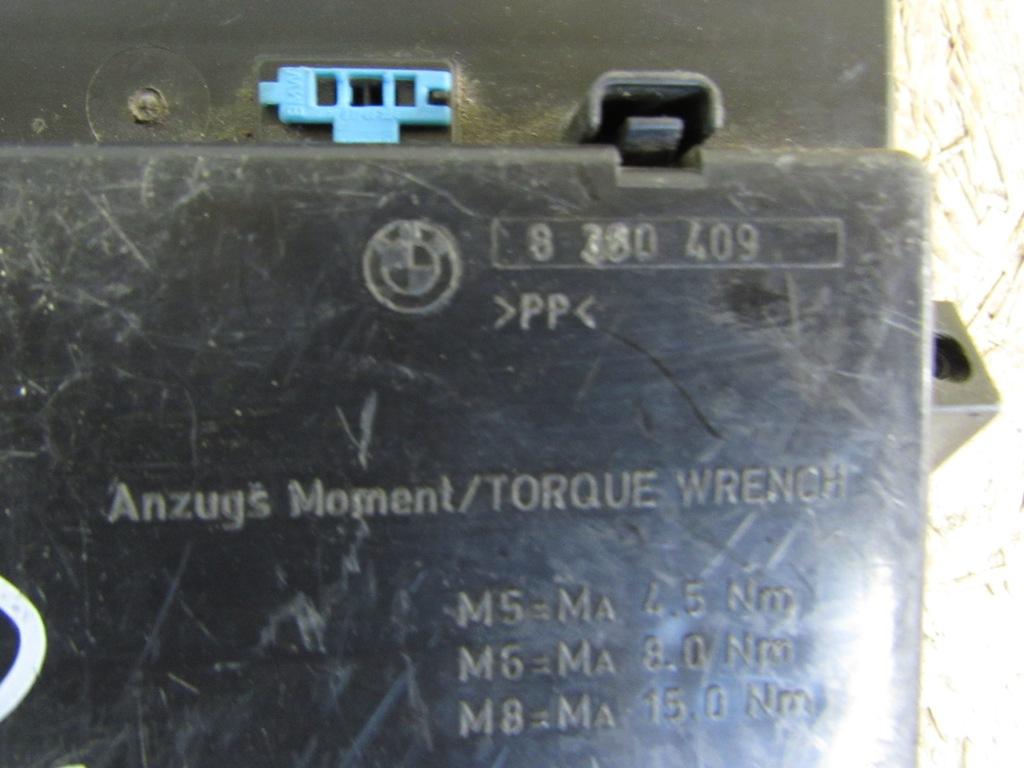 BMW
8 380 409
>PP<
Anzugs Moment/TORQUE WRENCH
M5=MA 4.5 Nm
M6=MA 8.0 Nm
M8=MA 15.0 Nm